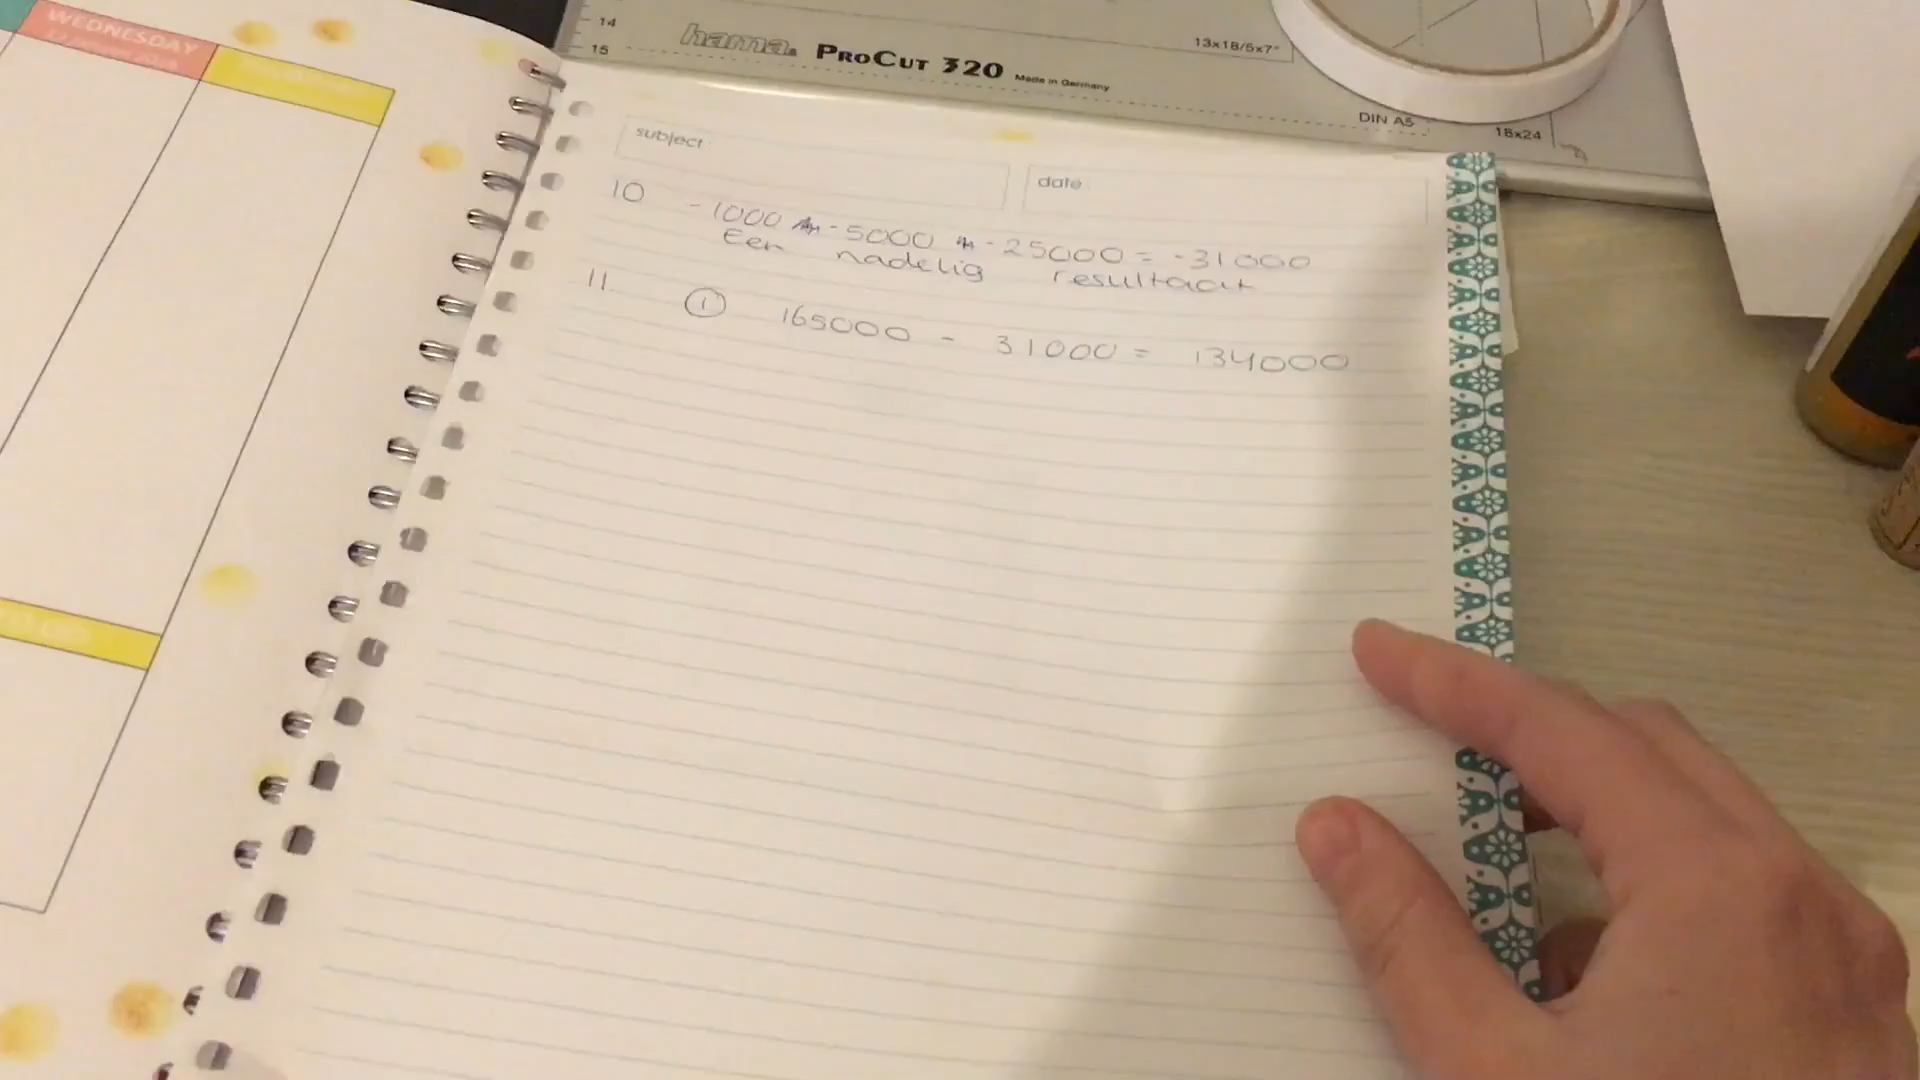 14
15
hama®
PROCUT 320
Made in Germany
13x18/5x7"
DIN A5
18x24
WEDNESDAY
subject:
date:
10 -1000 -5000 -25000 = -31000
Een nadelig resultaat
11. ① 165000 - 31000 = 134000